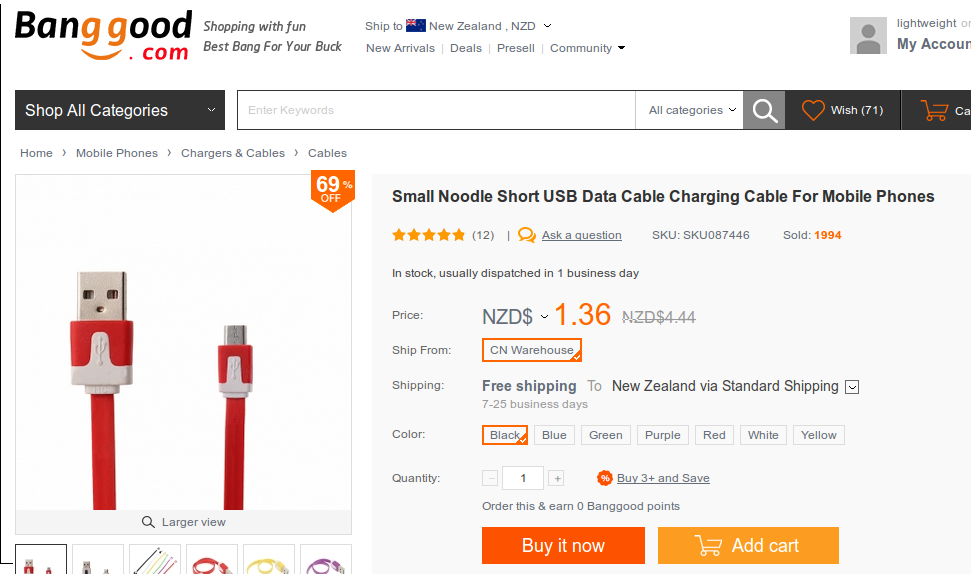 Banggood
.com
Shopping with fun
Best Bang For Your Buck
Ship to New Zealand , NZD
New Arrivals | Deals | Presell | Community
lightweight or
My Accoun
Shop All Categories
Enter Keywords
All categories
Wish (71)
Ca
Home › Mobile Phones › Chargers & Cables › Cables
69 %
OFF
Small Noodle Short USB Data Cable Charging Cable For Mobile Phones
(12) | Ask a question SKU: SKU087446 Sold: 1994
In stock, usually dispatched in 1 business day
Price: NZD$ 1.36 NZD$4.44
Ship From: CN Warehouse
Shipping: Free shipping To New Zealand via Standard Shipping
7-25 business days
Color: Black Blue Green Purple Red White Yellow
Quantity: - 1 + % Buy 3+ and Save
Order this & earn 0 Banggood points
Larger view
Buy it now
Add cart